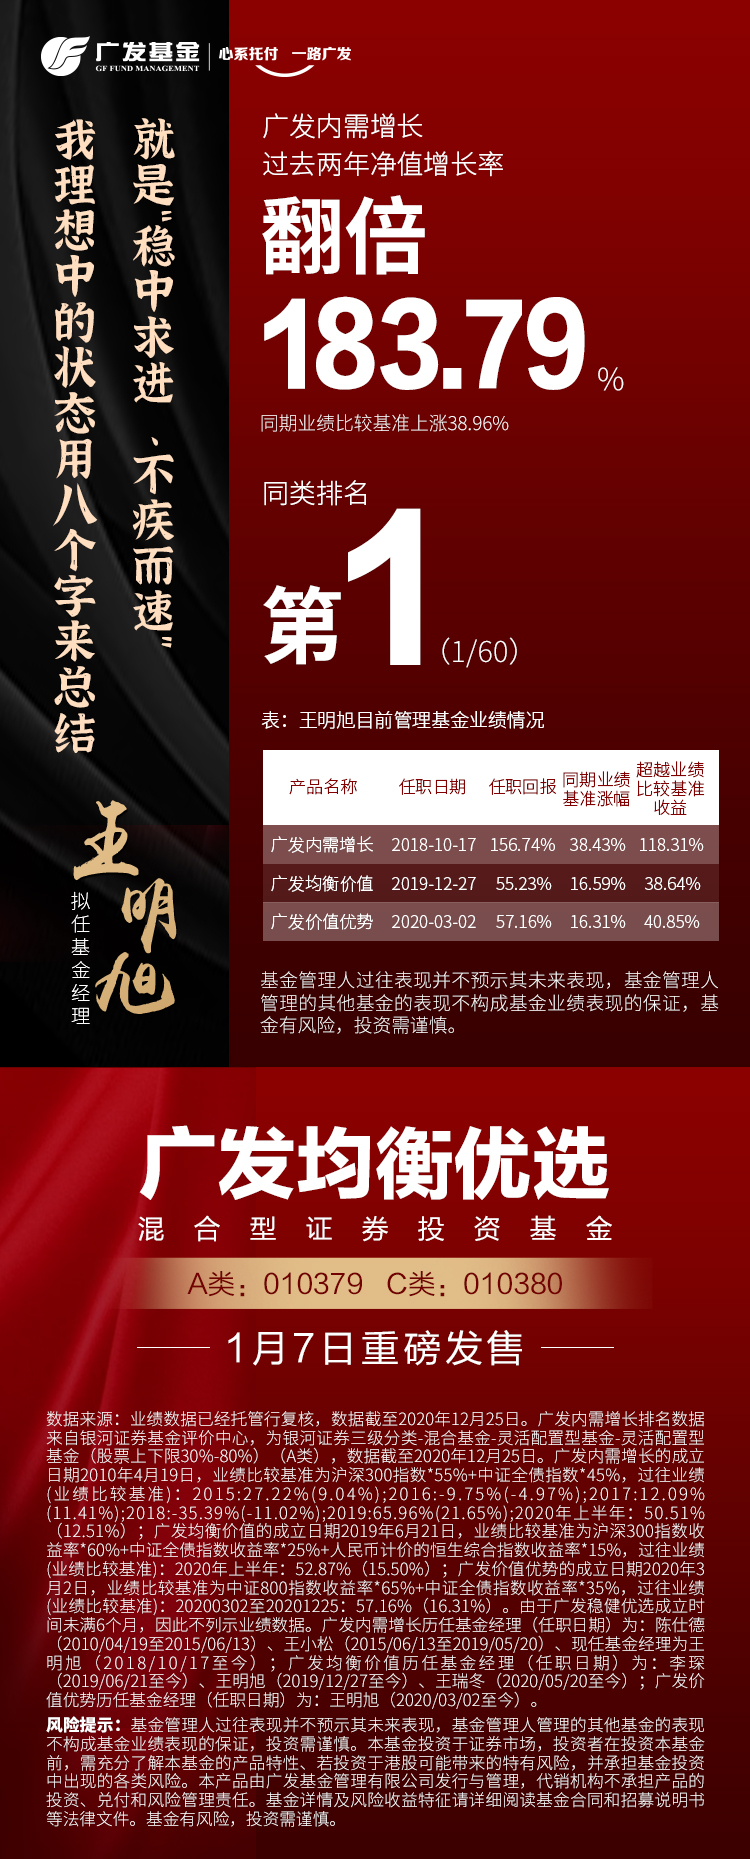 广发基金
GF FUND MANAGEMENT
心系托付 一路广发
我理想中的状态用八个字来总结
就是“稳中求进、不疾而速”
王明旭
拟任基金经理
广发内需增长
过去两年净值增长率
翻倍
183.79%
同期业绩比较基准上涨38.96%
同类排名
第1（1/60）
表：王明旭目前管理基金业绩情况
产品名称 任职日期 任职回报 同期业绩基准涨幅 超越业绩比较基准收益
广发内需增长 2018-10-17 156.74% 38.43% 118.31%
广发均衡价值 2019-12-27 55.23% 16.59% 38.64%
广发价值优势 2020-03-02 57.16% 16.31% 40.85%
基金管理人过往表现并不预示其未来表现，基金管理人
管理的其他基金的表现不构成基金业绩表现的保证，基
金有风险，投资需谨慎。
广发均衡优选
混合型证券投资基金
A类：010379 C类：010380
1月7日重磅发售
数据来源：业绩数据已经托管行复核，数据截至2020年12月25日。广发内需增长排名数据
来自银河证券基金评价中心，为银河证券三级分类-混合基金-灵活配置型基金-灵活配置型
基金（股票上下限30%-80%）（A类），数据截至2020年12月25日。广发内需增长的成立
日期2010年4月19日，业绩比较基准为沪深300指数*55%+中证全债指数*45%，过往业绩
(业绩比较基准)：2015:27.22%(9.04%);2016:-9.75%(-4.97%);2017:12.09%
(11.41%);2018:-35.39%(-11.02%);2019:65.96%(21.65%);2020年上半年：50.51%
（12.51%）；广发均衡价值的成立日期2019年6月21日，业绩比较基准为沪深300指数收
益率*60%+中证全债指数收益率*25%+人民币计价的恒生综合指数收益率*15%，过往业绩
(业绩比较基准)：2020年上半年：52.87%（15.50%）；广发价值优势的成立日期2020年3
月2日，业绩比较基准为中证800指数收益率*65%+中证全债指数收益率*35%，过往业绩
(业绩比较基准)：20200302至20201225：57.16%（16.31%）。由于广发稳健优选成立时
间未满6个月，因此不列示业绩数据。广发内需增长历任基金经理（任职日期）为：陈仕德
（2010/04/19至2015/06/13）、王小松（2015/06/13至2019/05/20）、现任基金经理为王
明旭（2018/10/17至今）；广发均衡价值历任基金经理（任职日期）为：李琛
（2019/06/21至今）、王明旭（2019/12/27至今）、王瑞冬（2020/05/20至今）；广发价
值优势历任基金经理（任职日期）为：王明旭（2020/03/02至今）。
风险提示：基金管理人过往表现并不预示其未来表现，基金管理人管理的其他基金的表现
不构成基金业绩表现的保证，投资需谨慎。本基金投资于证券市场，投资者在投资本基金
前，需充分了解本基金的产品特性、若投资于港股可能带来的特有风险，并承担基金投资
中出现的各类风险。本产品由广发基金管理有限公司发行与管理，代销机构不承担产品的
投资、兑付和风险管理责任。基金详情及风险收益特征请详细阅读基金合同和招募说明书
等法律文件。基金有风险，投资需谨慎。